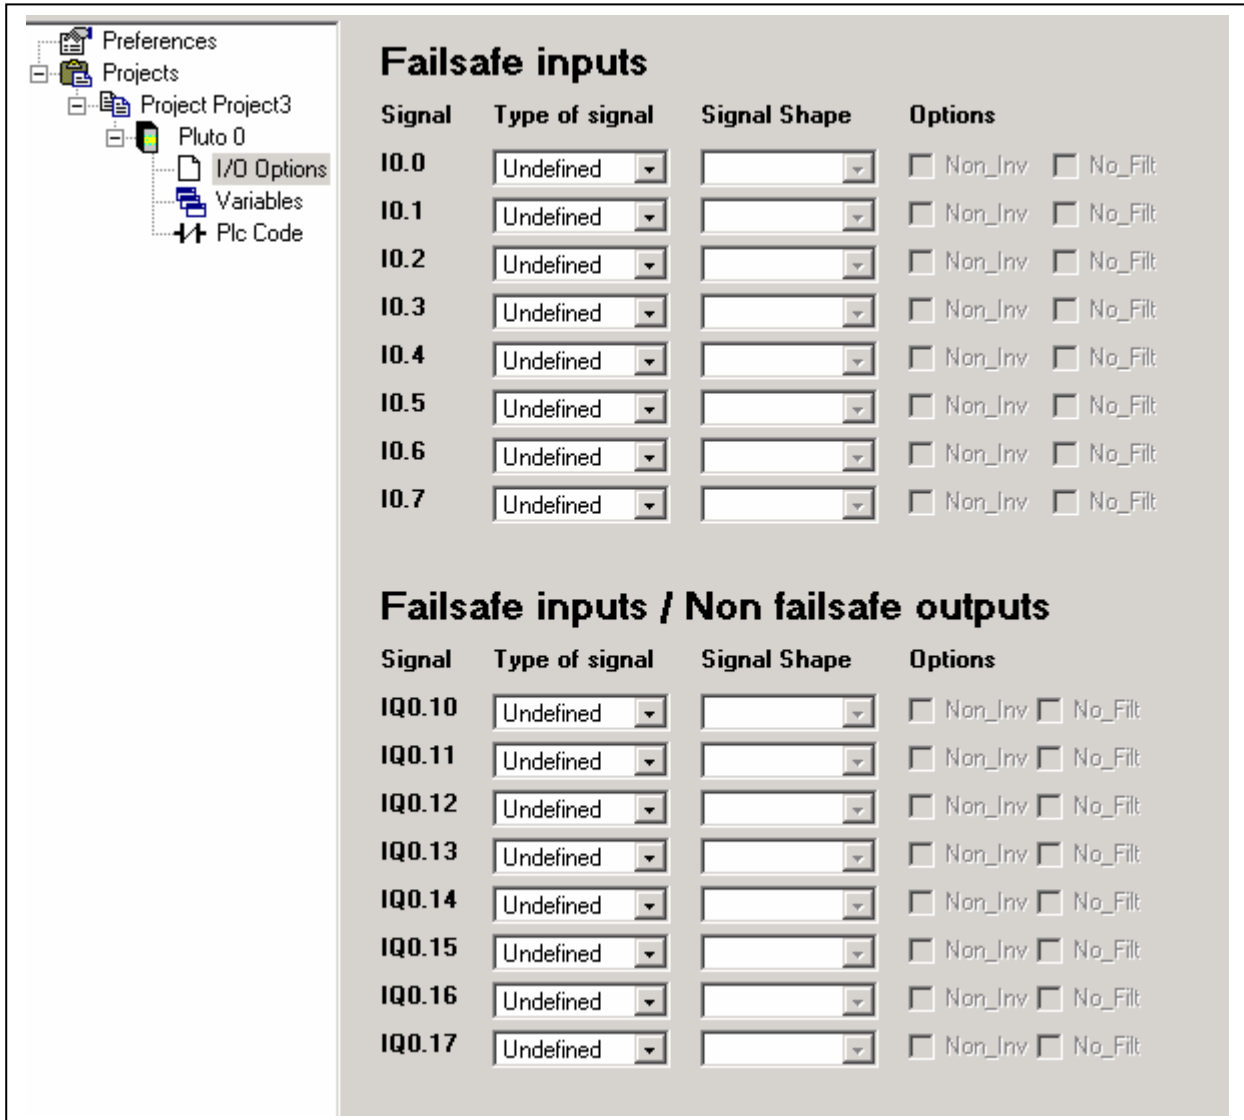 Preferences
Projects
Project Project3
Pluto 0
I/O Options
Variables
Plc Code
Failsafe inputs
Signal Type of signal Signal Shape Options
I0.0 Undefined Non_Inv No_Filt
I0.1 Undefined Non_Inv No_Filt
I0.2 Undefined Non_Inv No_Filt
I0.3 Undefined Non_Inv No_Filt
I0.4 Undefined Non_Inv No_Filt
I0.5 Undefined Non_Inv No_Filt
I0.6 Undefined Non_Inv No_Filt
I0.7 Undefined Non_Inv No_Filt
Failsafe inputs / Non failsafe outputs
Signal Type of signal Signal Shape Options
IQ0.10 Undefined Non_Inv No_Filt
IQ0.11 Undefined Non_Inv No_Filt
IQ0.12 Undefined Non_Inv No_Filt
IQ0.13 Undefined Non_Inv No_Filt
IQ0.14 Undefined Non_Inv No_Filt
IQ0.15 Undefined Non_Inv No_Filt
IQ0.16 Undefined Non_Inv No_Filt
IQ0.17 Undefined Non_Inv No_Filt